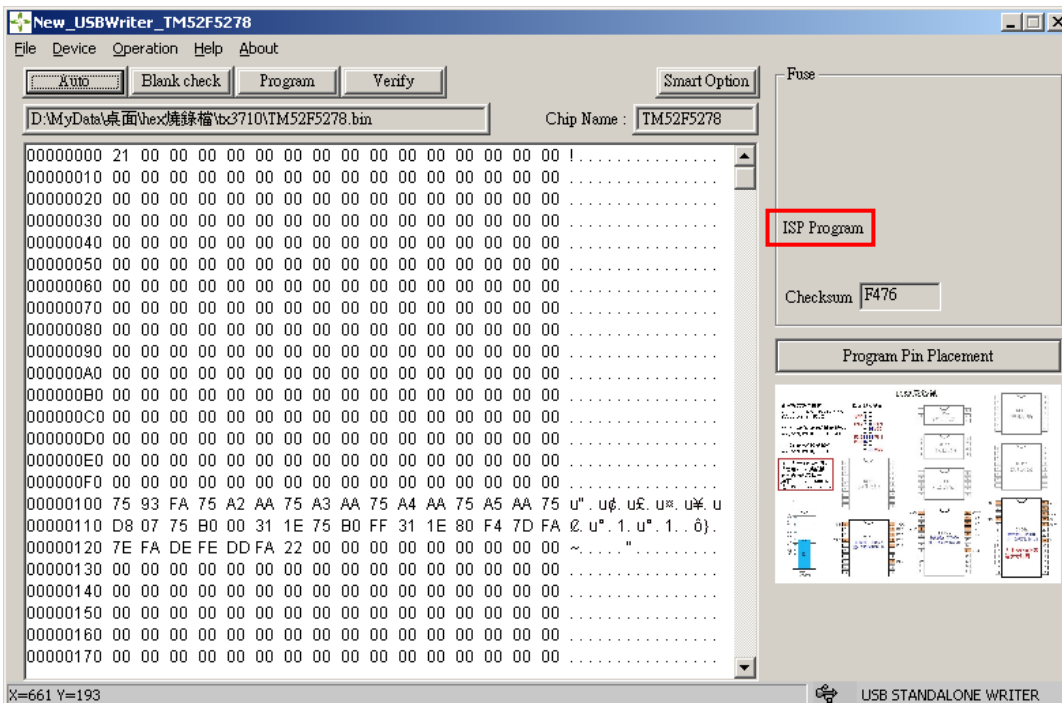 New_USBWriter_TM52F5278
File Device Operation Help About
Auto Blank check Program Verify Smart Option
D:\MyData\桌面\hex燒錄檔\tx3710\TM52F5278.bin Chip Name : TM52F5278
00000000 21 00 00 00 00 00 00 00 00 00 00 00 00 00 00 00 !...............
00000010 00 00 00 00 00 00 00 00 00 00 00 00 00 00 00 00 ................
00000020 00 00 00 00 00 00 00 00 00 00 00 00 00 00 00 00 ................
00000030 00 00 00 00 00 00 00 00 00 00 00 00 00 00 00 00 ................
00000040 00 00 00 00 00 00 00 00 00 00 00 00 00 00 00 00 ................
00000050 00 00 00 00 00 00 00 00 00 00 00 00 00 00 00 00 ................
00000060 00 00 00 00 00 00 00 00 00 00 00 00 00 00 00 00 ................
00000070 00 00 00 00 00 00 00 00 00 00 00 00 00 00 00 00 ................
00000080 00 00 00 00 00 00 00 00 00 00 00 00 00 00 00 00 ................
00000090 00 00 00 00 00 00 00 00 00 00 00 00 00 00 00 00 ................
000000A0 00 00 00 00 00 00 00 00 00 00 00 00 00 00 00 00 ................
000000B0 00 00 00 00 00 00 00 00 00 00 00 00 00 00 00 00 ................
000000C0 00 00 00 00 00 00 00 00 00 00 00 00 00 00 00 00 ................
000000D0 00 00 00 00 00 00 00 00 00 00 00 00 00 00 00 00 ................
000000E0 00 00 00 00 00 00 00 00 00 00 00 00 00 00 00 00 ................
000000F0 00 00 00 00 00 00 00 00 00 00 00 00 00 00 00 00 ................
00000100 75 93 FA 75 A2 AA 75 A3 AA 75 A4 AA 75 A5 AA 75 u".u¢.u£.u¤.u¥.u
00000110 D8 07 75 B0 00 31 1E 75 B0 FF 31 1E 80 F4 7D FA Ø.u°.1.u°.1..ô}.
00000120 7E FA DE FE DD FA 22 00 00 00 00 00 00 00 00 00 ~.....".........
00000130 00 00 00 00 00 00 00 00 00 00 00 00 00 00 00 00 ................
00000140 00 00 00 00 00 00 00 00 00 00 00 00 00 00 00 00 ................
00000150 00 00 00 00 00 00 00 00 00 00 00 00 00 00 00 00 ................
00000160 00 00 00 00 00 00 00 00 00 00 00 00 00 00 00 00 ................
00000170 00 00 00 00 00 00 00 00 00 00 00 00 00 00 00 00 ................
Fuse
ISP Program
Checksum F476
Program Pin Placement
X=661 Y=193 USB STANDALONE WRITER